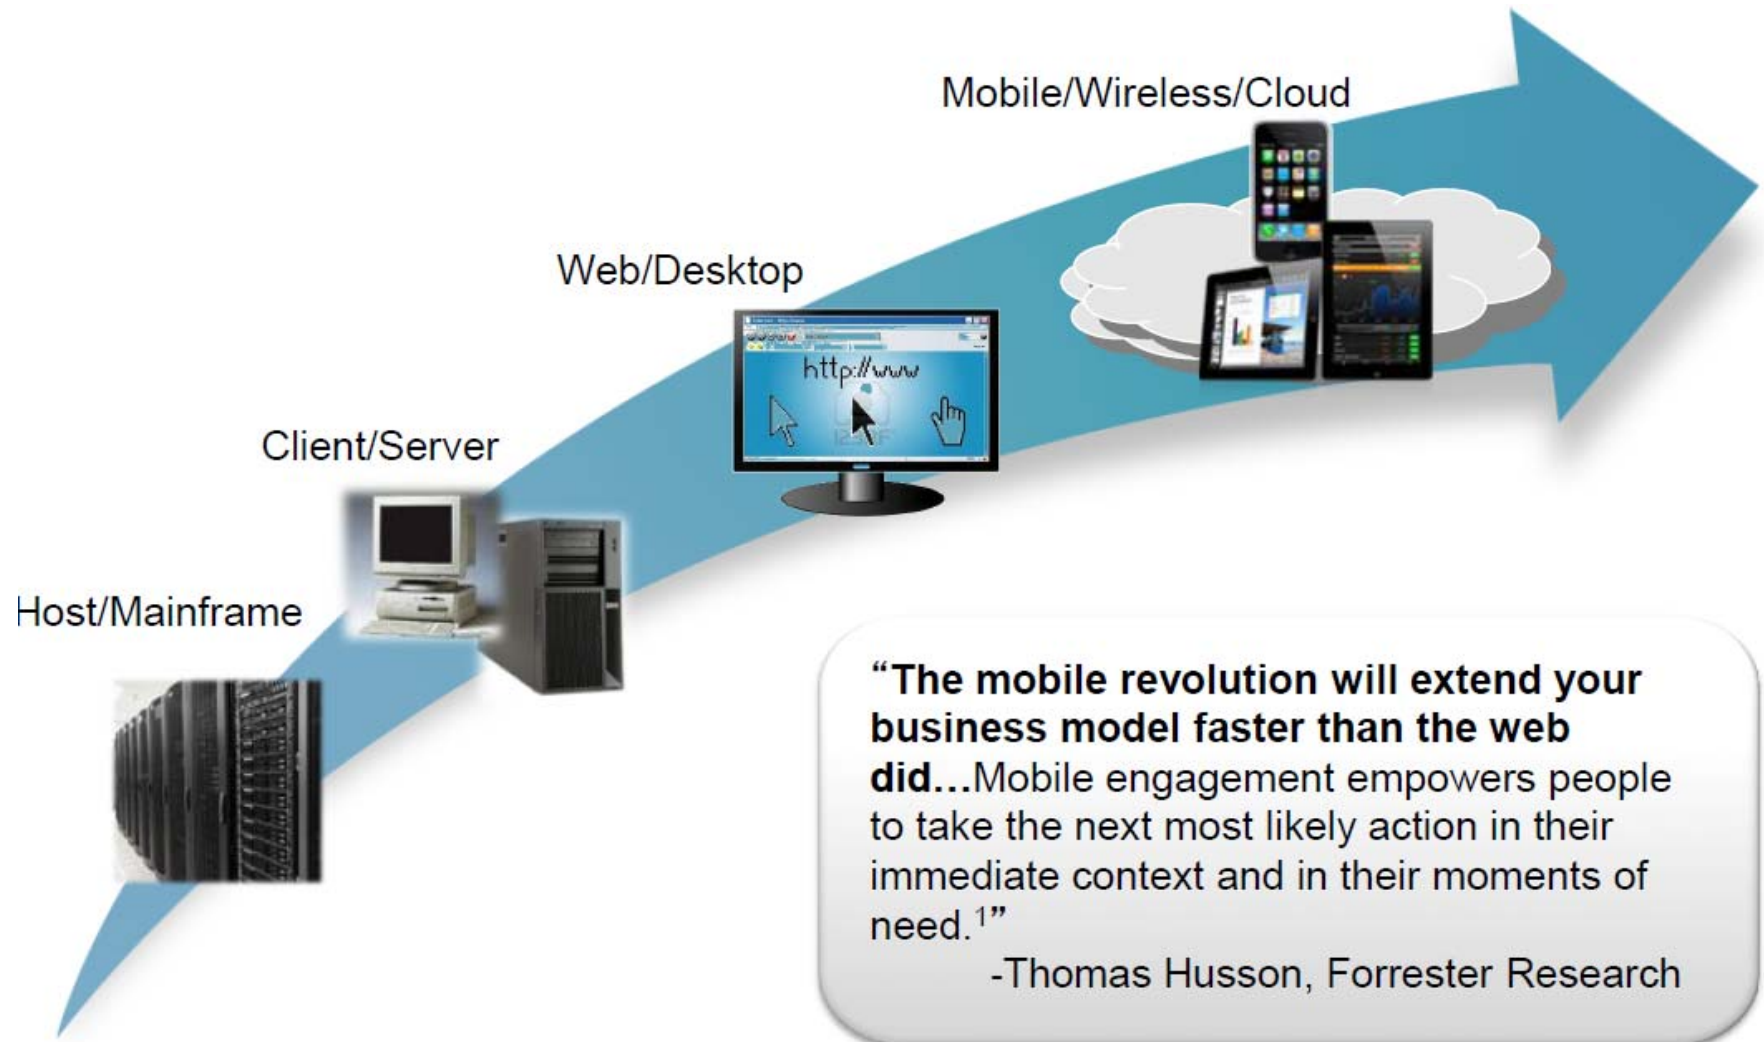 Mobile/Wireless/Cloud
Web/Desktop
http://www
Client/Server
Host/Mainframe
“The mobile revolution will extend your
business model faster than the web
did...Mobile engagement empowers people
to take the next most likely action in their
immediate context and in their moments of
need.¹”
-Thomas Husson, Forrester Research